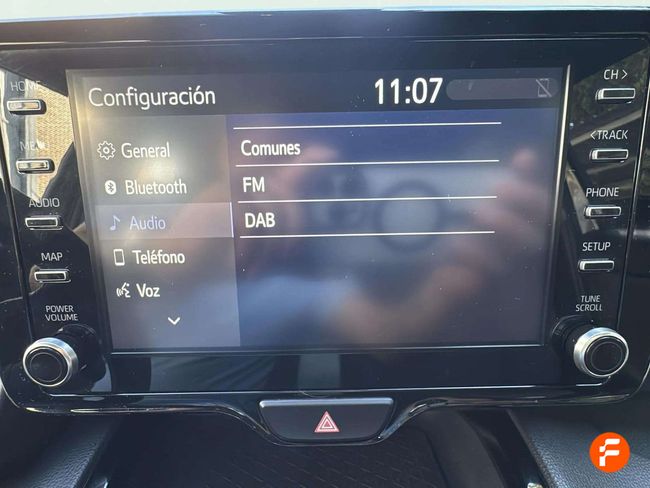 HOME
MENU
AUDIO
MAP
POWER
VOLUME
Configuración
11:07
General
Bluetooth
Audio
Teléfono
Voz
Comunes
FM
DAB
CH >
< TRACK
PHONE
SETUP
TUNE
SCROLL